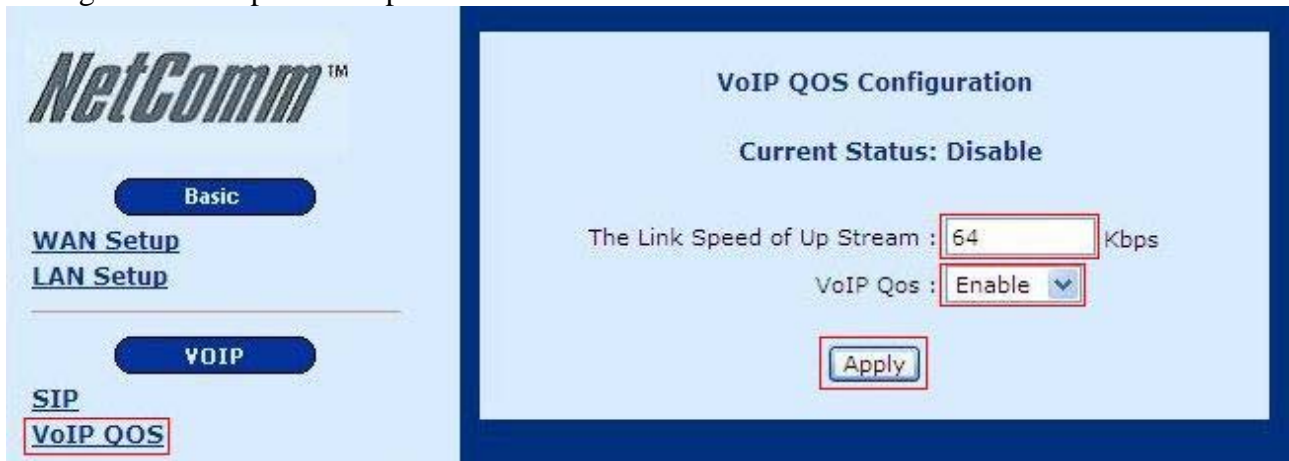 NetComm™
Basic
WAN Setup
LAN Setup
VOIP
SIP
VoIP QOS
VoIP QOS Configuration
Current Status: Disable
The Link Speed of Up Stream : 64 Kbps
VoIP Qos : Enable
Apply